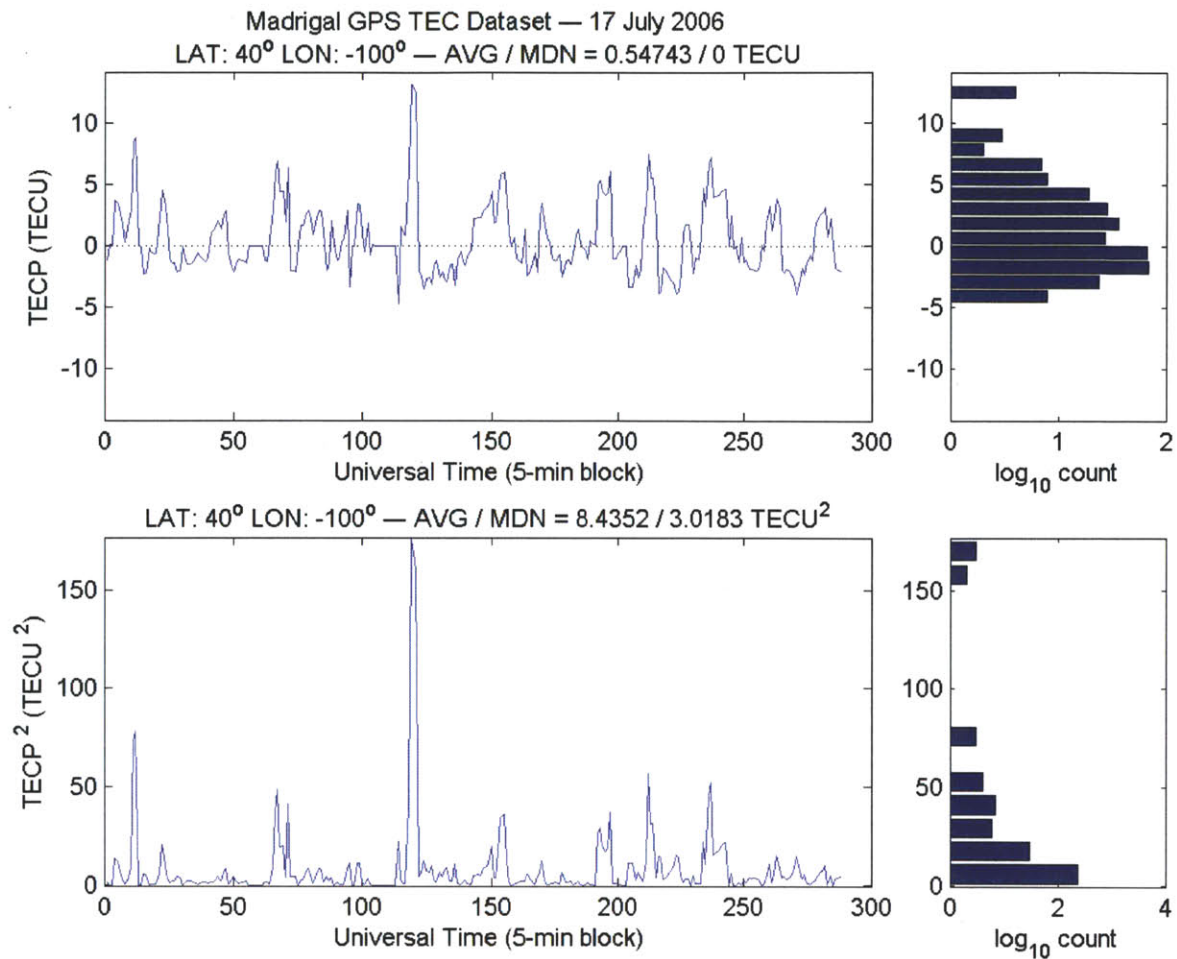 Madrigal GPS TEC Dataset — 17 July 2006
LAT: 40° LON: -100° — AVG / MDN = 0.54743 / 0 TECU
TECP (TECU)
10
5
0
-5
-10
0 50 100 150 200 250 300
Universal Time (5-min block)
10
5
0
-5
-10
0 1 2
log₁₀ count
LAT: 40° LON: -100° — AVG / MDN = 8.4352 / 3.0183 TECU²
TECP ² (TECU ²)
150
100
50
0
0 50 100 150 200 250 300
Universal Time (5-min block)
150
100
50
0
0 2 4
log₁₀ count